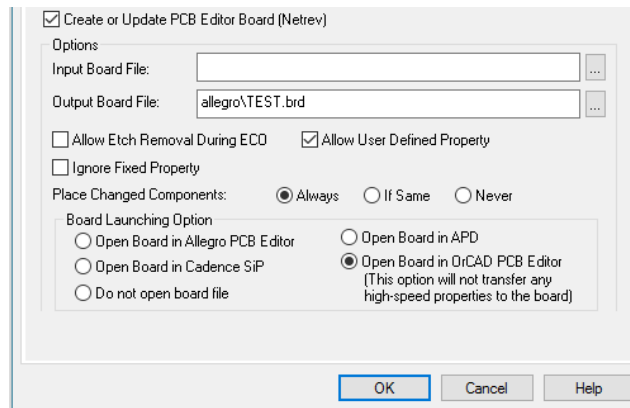 Create or Update PCB Editor Board (Netrev)
Options
Input Board File:
...
Output Board File: allegro\TEST.brd
...
Allow Etch Removal During ECO Allow User Defined Property
Ignore Fixed Property
Place Changed Components: Always If Same Never
Board Launching Option
Open Board in Allegro PCB Editor
Open Board in APD
Open Board in Cadence SiP
Open Board in OrCAD PCB Editor
(This option will not transfer any
high-speed properties to the board)
Do not open board file
OK Cancel Help